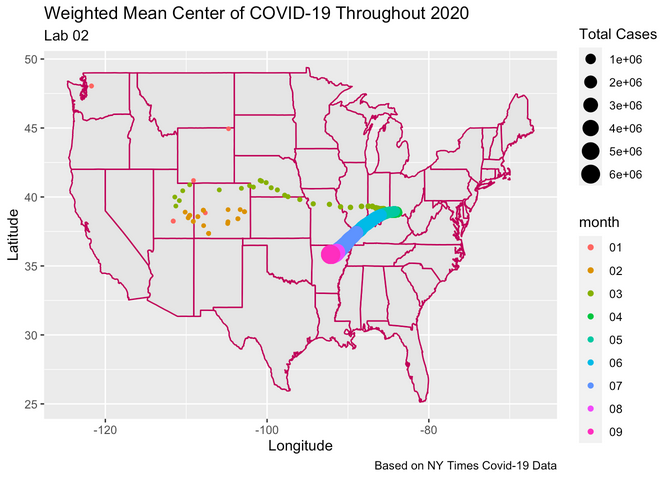 Weighted Mean Center of COVID-19 Throughout 2020
Lab 02
50
45
40
35
30
25
Latitude
-120
-100
-80
Longitude
Based on NY Times Covid-19 Data
Total Cases
1e+06
2e+06
3e+06
4e+06
5e+06
6e+06
month
01
02
03
04
05
06
07
08
09